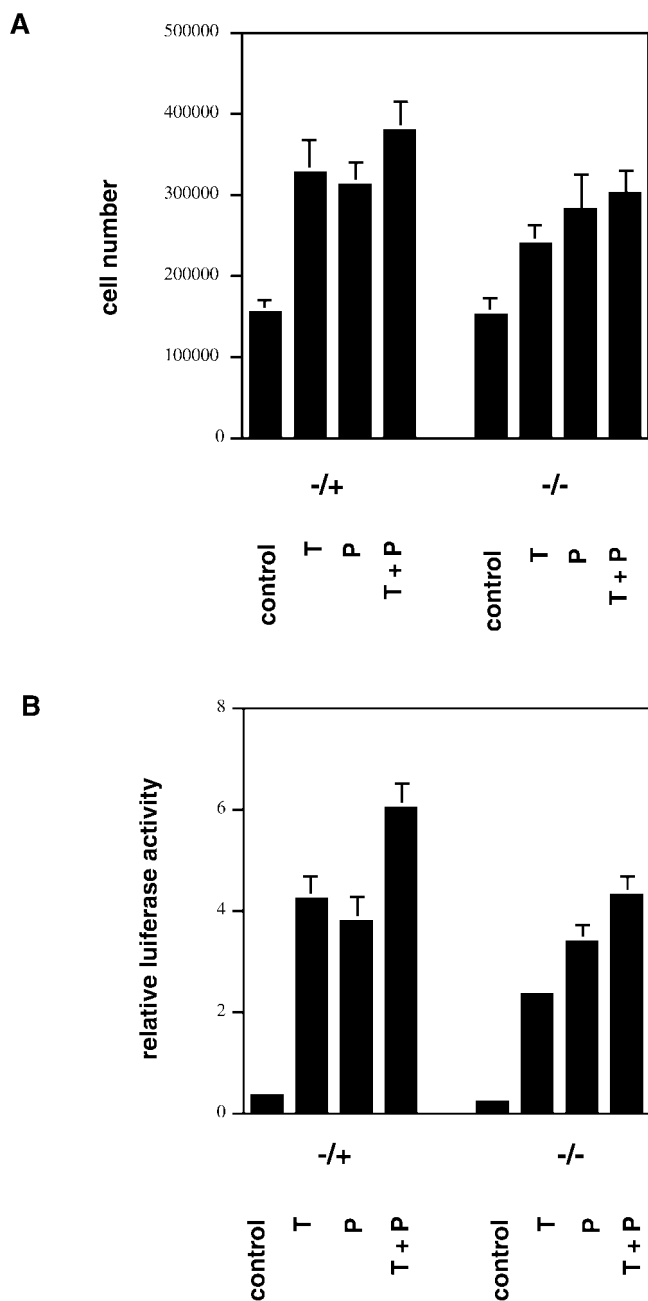 A
500000
400000
300000
200000
100000
0
cell number
-/+
-/-
control
T
P
T + P
control
T
P
T + P
B
8
6
4
2
0
relative luiferase activity
-/+
-/-
control
T
P
T + P
control
T
P
T + P